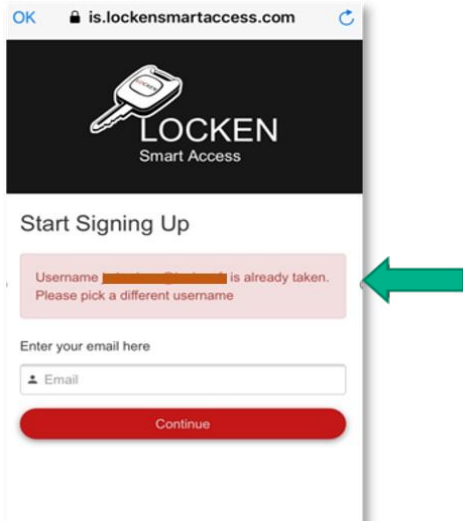 OK is.lockensmartaccess.com
LOCKEN
Smart Access
Start Signing Up
Username is already taken.
Please pick a different username
Enter your email here
Email
Continue